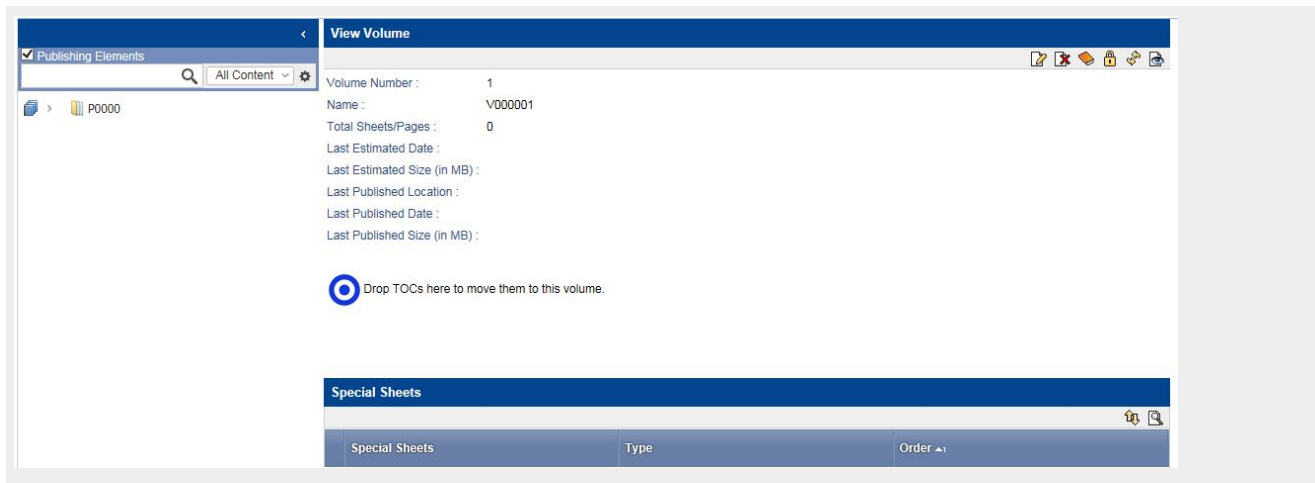 View Volume
Publishing Elements
All Content
P0000
Volume Number : 1
Name : V000001
Total Sheets/Pages : 0
Last Estimated Date :
Last Estimated Size (in MB) :
Last Published Location :
Last Published Date :
Last Published Size (in MB) :
Drop TOCs here to move them to this volume.
Special Sheets
Special Sheets Type Order 1